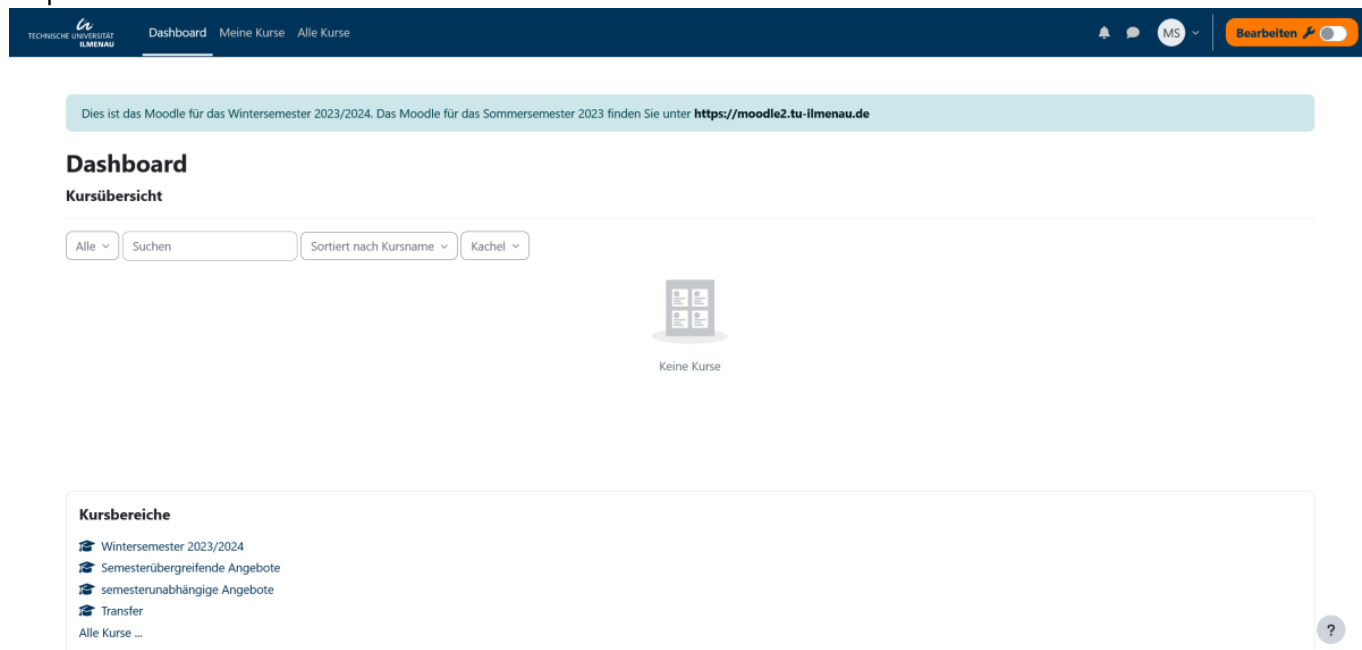 TECHNISCHE UNIVERSITÄT
ILMENAU
Dashboard Meine Kurse Alle Kurse
MS
Bearbeiten
Dies ist das Moodle für das Wintersemester 2023/2024. Das Moodle für das Sommersemester 2023 finden Sie unter https://moodle2.tu-ilmenau.de
Dashboard
Kursübersicht
Alle
Suchen
Sortiert nach Kursname
Kachel
Keine Kurse
Kursbereiche
Wintersemester 2023/2024
Semesterübergreifende Angebote
semesterunabhängige Angebote
Transfer
Alle Kurse ...
?